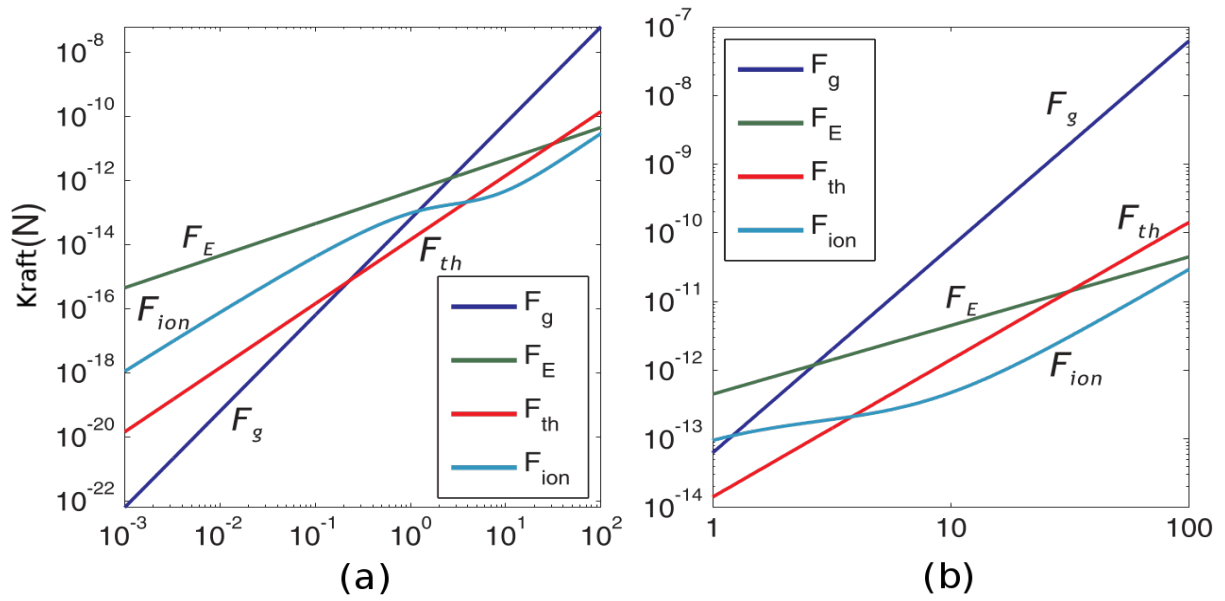 Kraft(N)
10^-8
10^-10
10^-12
10^-14
10^-16
10^-18
10^-20
10^-22
10^-3 10^-2 10^-1 10^0 10^1 10^2
F_E
F_ion
F_th
F_g
F_g
F_E
F_th
F_ion
(a)
10^-7
10^-8
10^-9
10^-10
10^-11
10^-12
10^-13
10^-14
1 10 100
F_g
F_E
F_th
F_ion
F_g
F_th
F_E
F_ion
(b)